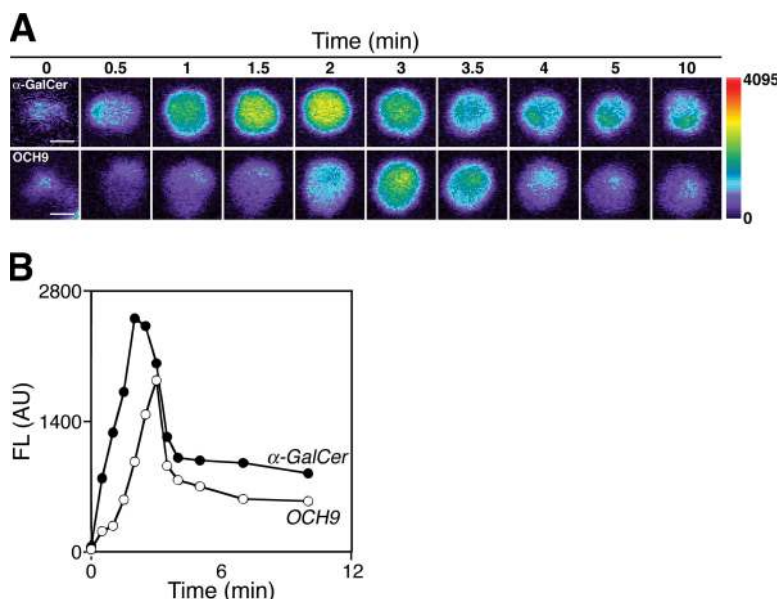 A
Time (min)
0 0.5 1 1.5 2 3 3.5 4 5 10
α-GalCer
4095
OCH9
0
B
2800
1400
0
FL (AU)
α-GalCer
OCH9
0 6 12
Time (min)